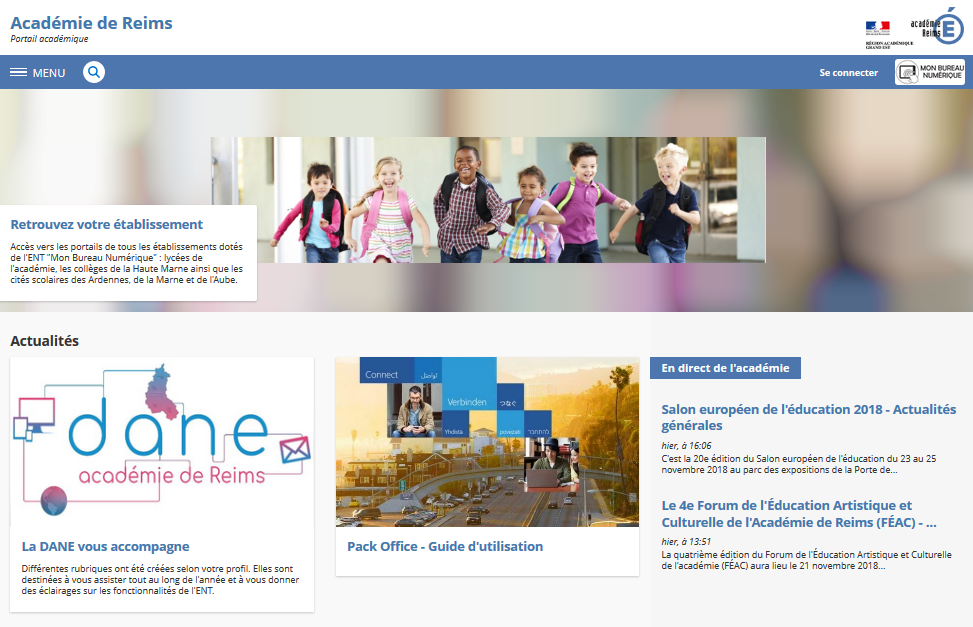 Académie de Reims
Portail académique
RÉGION ACADÉMIQUE
GRAND EST
académie
Reims
MENU
Se connecter
MON BUREAU
NUMÉRIQUE
Retrouvez votre établissement
Accès vers les portails de tous les établissements dotés
de l'ENT "Mon Bureau Numérique" : lycées de
l'académie, les collèges de la Haute Marne ainsi que les
cités scolaires des Ardennes, de la Marne et de l'Aube.
Actualités
dane
académie de Reims
La DANE vous accompagne
Différentes rubriques ont été créées selon votre profil. Elles sont
destinées à vous assister tout au long de l'année et à vous donner
des éclairages sur les fonctionnalités de l'ENT.
Connect
Verbinden
Yhdistä
povezati
Pack Office - Guide d'utilisation
En direct de l'académie
Salon européen de l'éducation 2018 - Actualités
générales
hier, à 16:06
C'est la 20e édition du Salon européen de l'éducation du 23 au 25
novembre 2018 au parc des expositions de la Porte de...
Le 4e Forum de l'Éducation Artistique et
Culturelle de l'Académie de Reims (FÉAC) - ...
hier, à 13:51
La quatrième édition du Forum de l'Éducation Artistique et Culturelle
de l'académie (FÉAC) aura lieu le 21 novembre 2018...